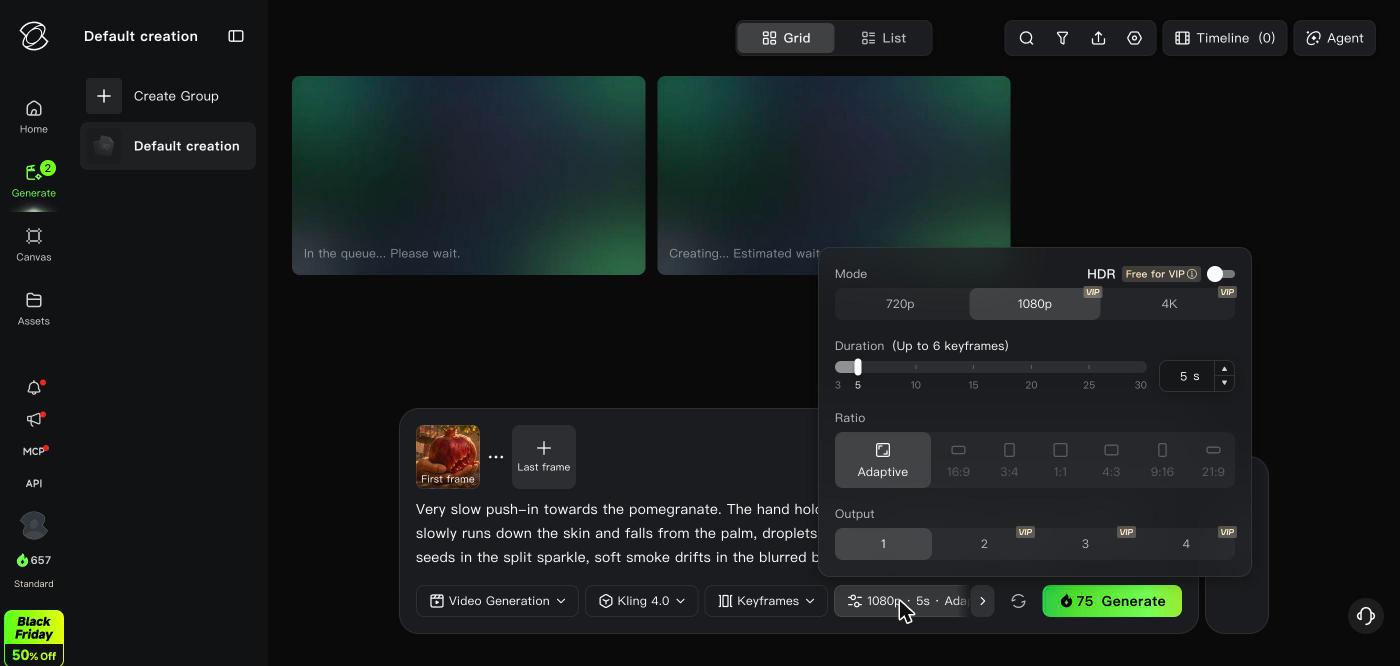 Default creation
Grid
List
Timeline (0)
Agent
Create Group
Default creation
Home
2
Generate
Canvas
Assets
MCP
API
657
Standard
Black
Friday
50% Off
In the queue... Please wait.
Creating... Estimated wait
Mode
HDR
Free for VIP
720p
1080p
VIP
4K
VIP
Duration (Up to 6 keyframes)
3 5 10 15 20 25 30
5 s
Ratio
Adaptive
16:9
3:4
1:1
4:3
9:16
21:9
Output
1
2
VIP
3
VIP
4
VIP
First frame
Last frame
Very slow push-in towards the pomegranate. The hand hol
slowly runs down the skin and falls from the palm, droplets
seeds in the split sparkle, soft smoke drifts in the blurred b
Video Generation
Kling 4.0
Keyframes
1080p · 5s · Ada
75 Generate